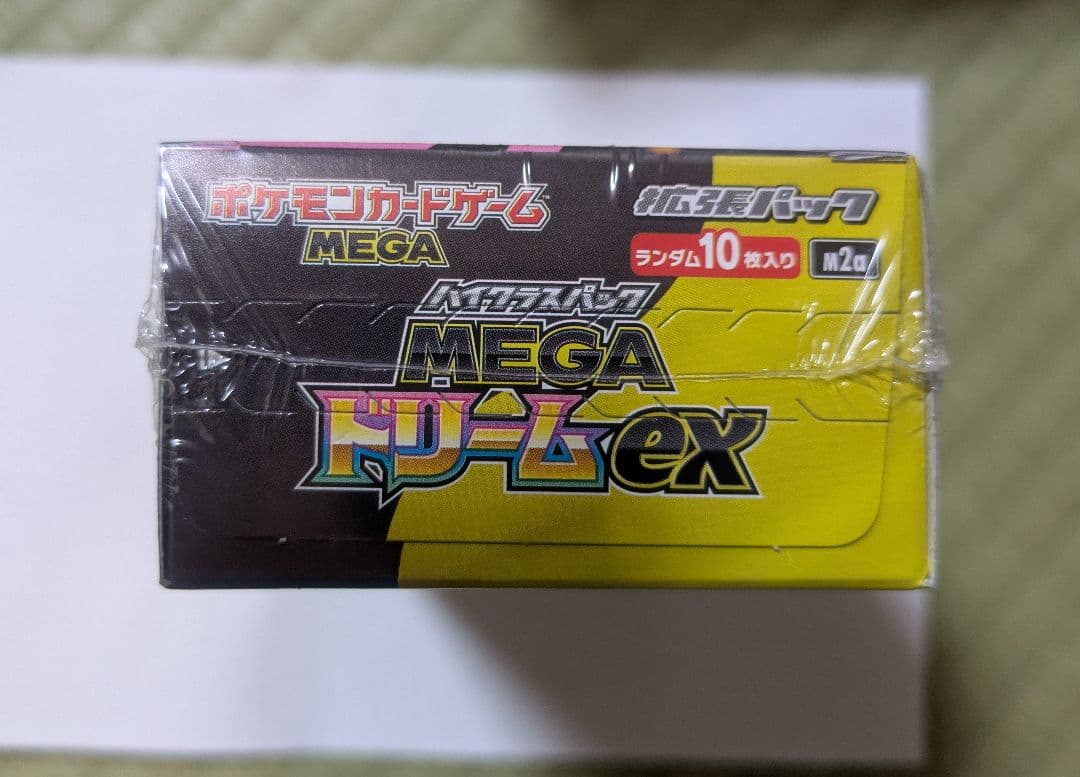 ポケモンカードゲーム™
MEGA
拡張パック
ランダム10枚入り
M2a
ハイクラスパック
MEGA
ドリームex